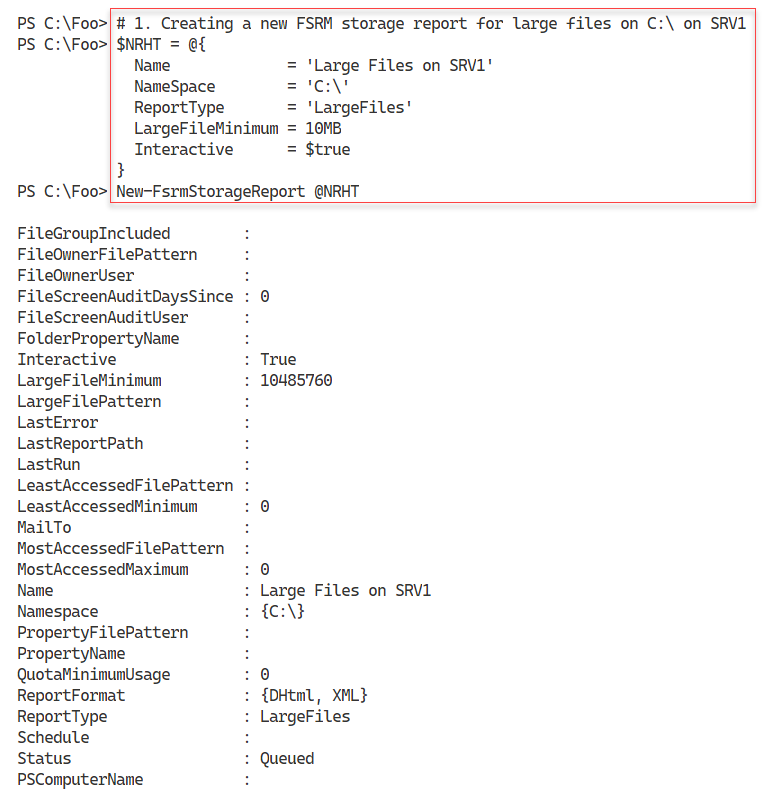 PS C:\Foo> # 1. Creating a new FSRM storage report for large files on C:\ on SRV1
PS C:\Foo> $NRHT = @{
  Name             = 'Large Files on SRV1'
  NameSpace        = 'C:\'
  ReportType       = 'LargeFiles'
  LargeFileMinimum = 10MB
  Interactive      = $true
}
PS C:\Foo> New-FsrmStorageReport @NRHT
FileGroupIncluded        :
FileOwnerFilePattern     :
FileOwnerUser            :
FileScreenAuditDaysSince : 0
FileScreenAuditUser      :
FolderPropertyName       :
Interactive              : True
LargeFileMinimum         : 10485760
LargeFilePattern         :
LastError                :
LastReportPath           :
LastRun                  :
LeastAccessedFilePattern :
LeastAccessedMinimum     : 0
MailTo                   :
MostAccessedFilePattern  :
MostAccessedMaximum      : 0
Name                     : Large Files on SRV1
Namespace                : {C:\}
PropertyFilePattern      :
PropertyName             :
QuotaMinimumUsage        : 0
ReportFormat             : {DHtml, XML}
ReportType               : LargeFiles
Schedule                 :
Status                   : Queued
PSComputerName           :